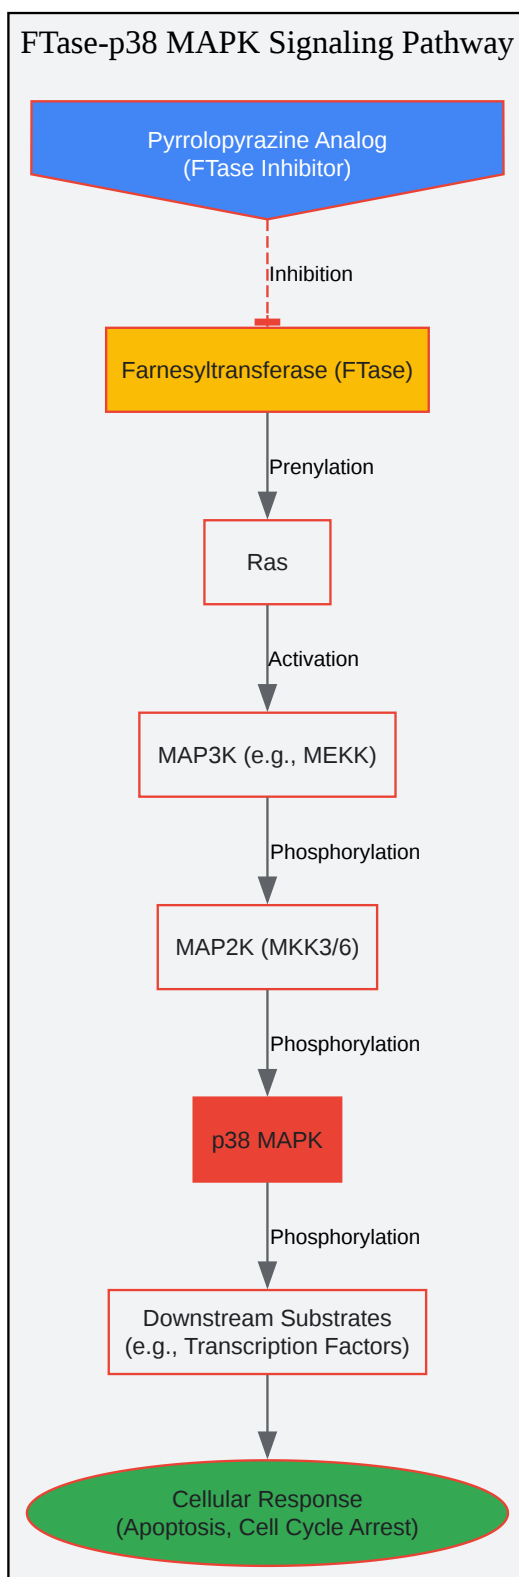 FTase-p38 MAPK Signaling Pathway
Pyrrolopyrazine Analog
(FTase Inhibitor)
Inhibition
Farnesyltransferase (FTase)
Prenylation
Ras
Activation
MAP3K (e.g., MEKK)
Phosphorylation
MAP2K (MKK3/6)
Phosphorylation
p38 MAPK
Phosphorylation
Downstream Substrates
(e.g., Transcription Factors)
Cellular Response
(Apoptosis, Cell Cycle Arrest)